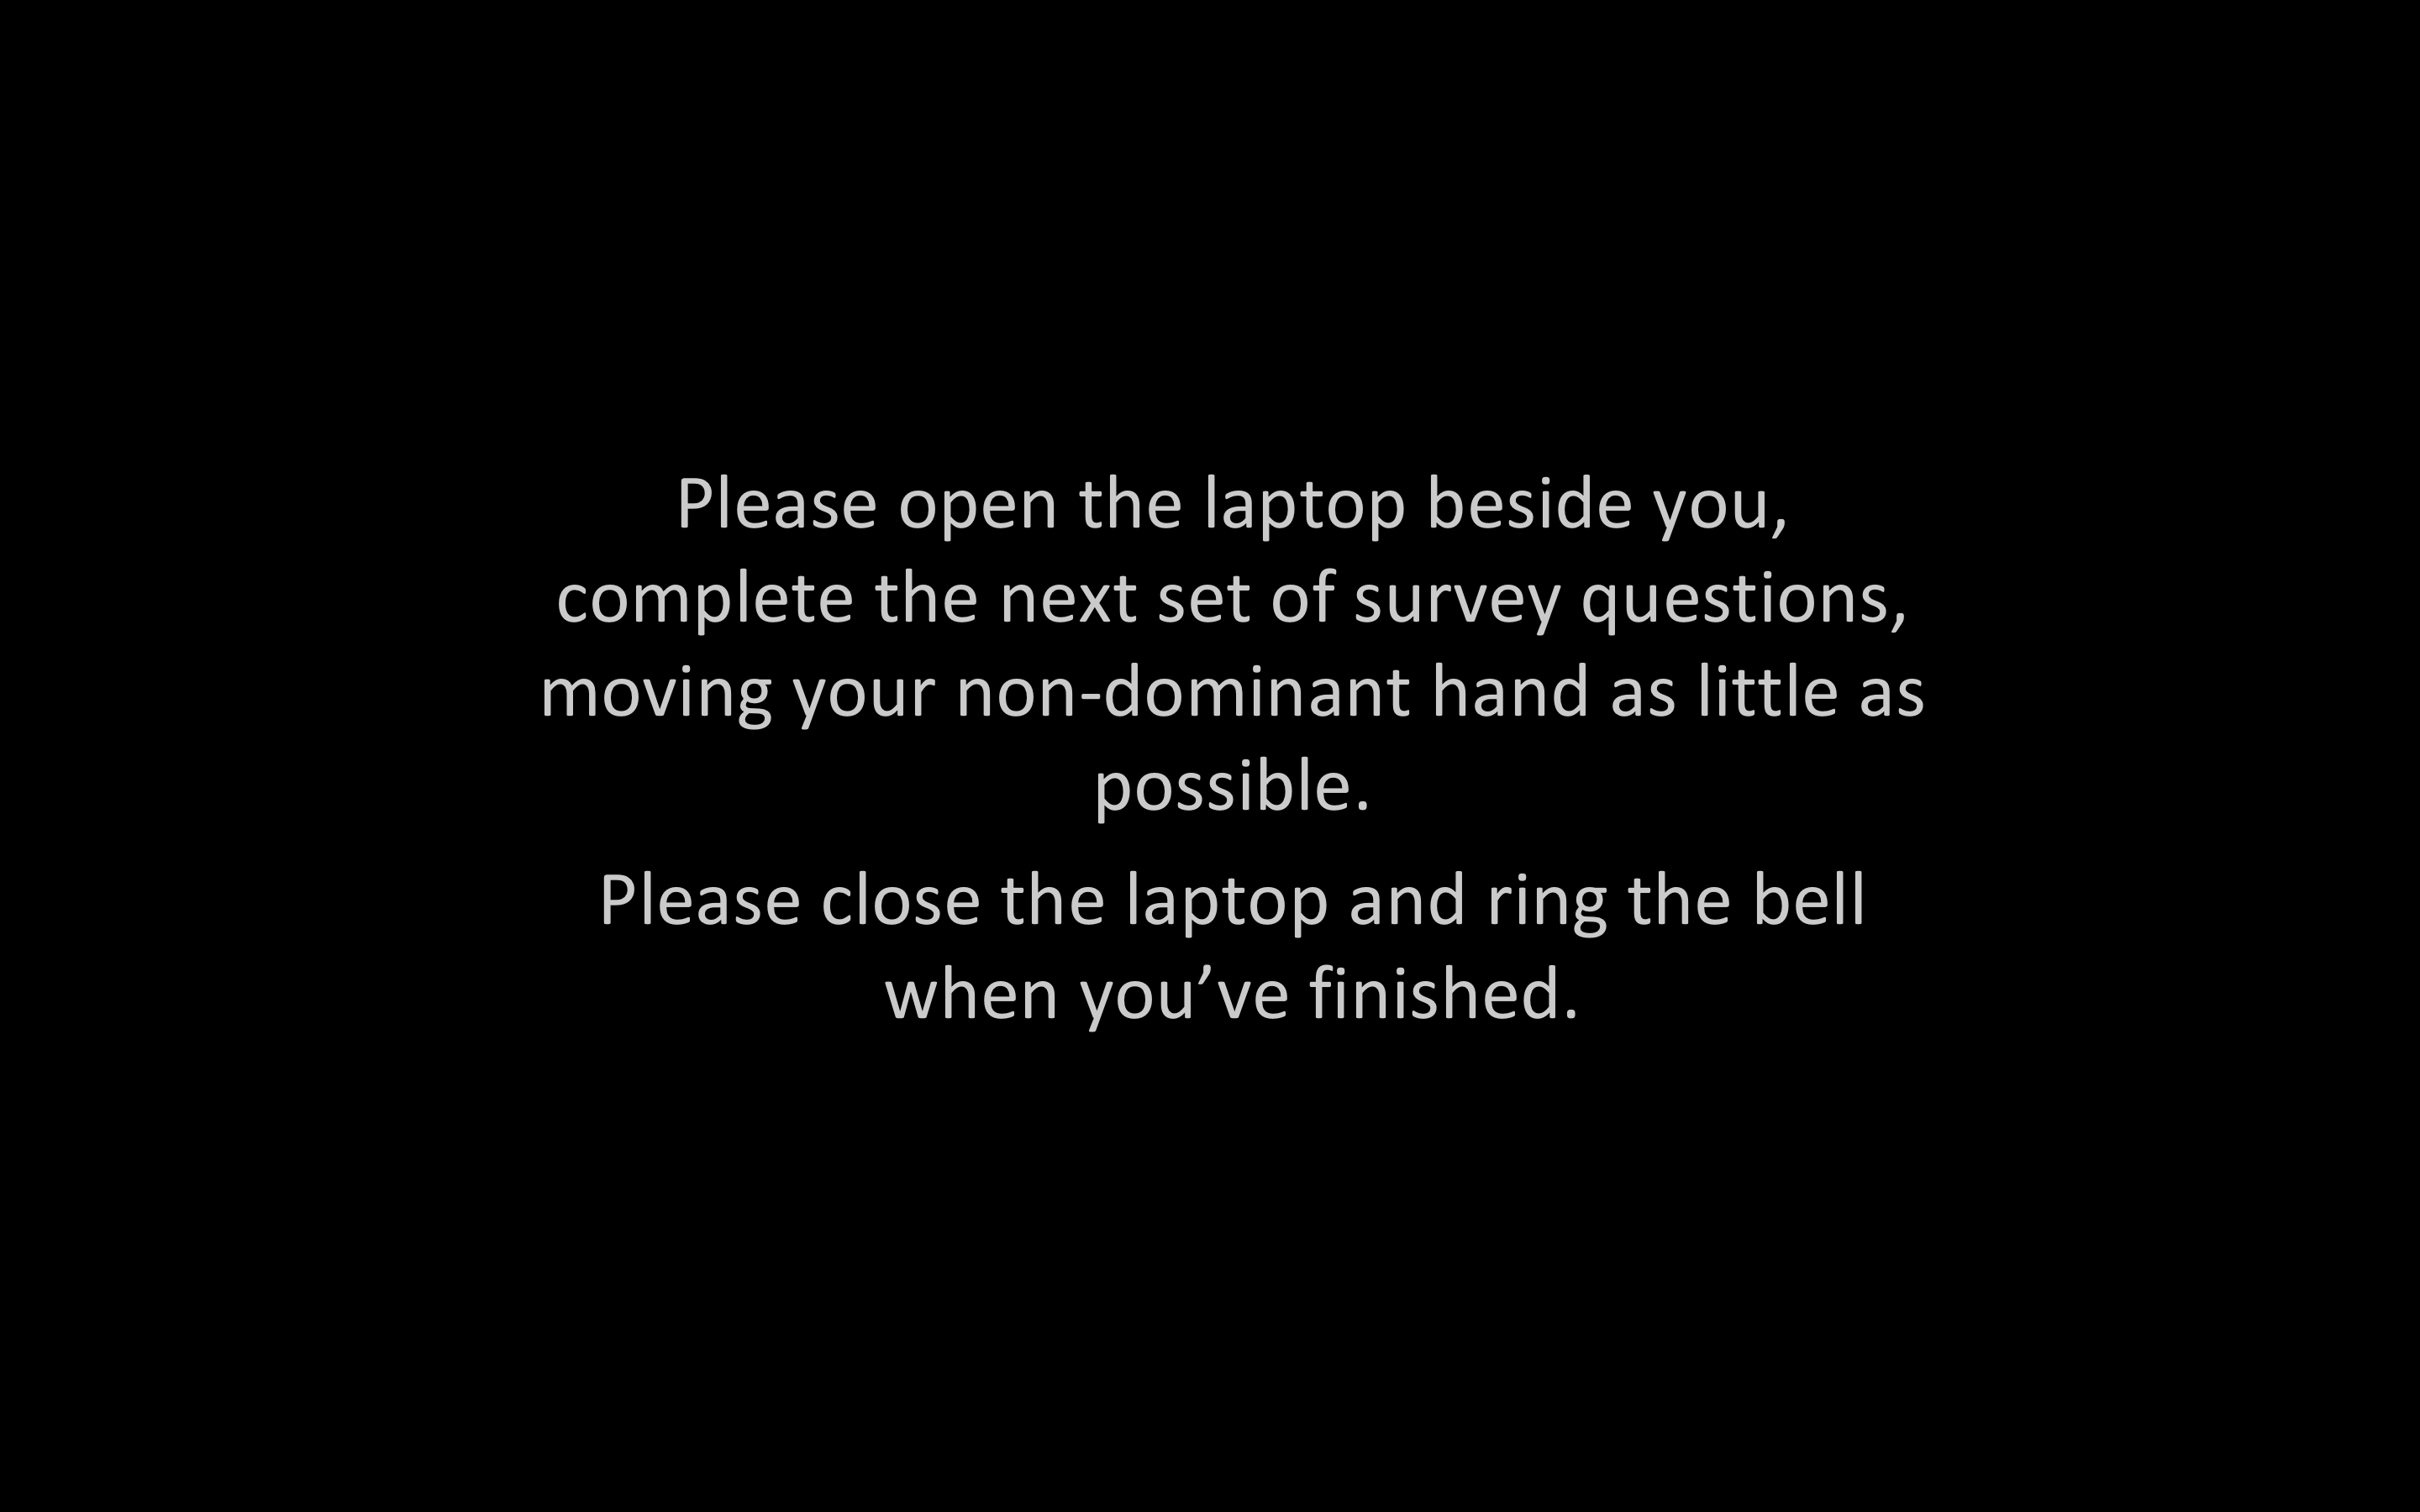 Please open the laptop beside you,
complete the next set of survey questions,
moving your non-dominant hand as little as
possible.
Please close the laptop and ring the bell
when you’ve finished.